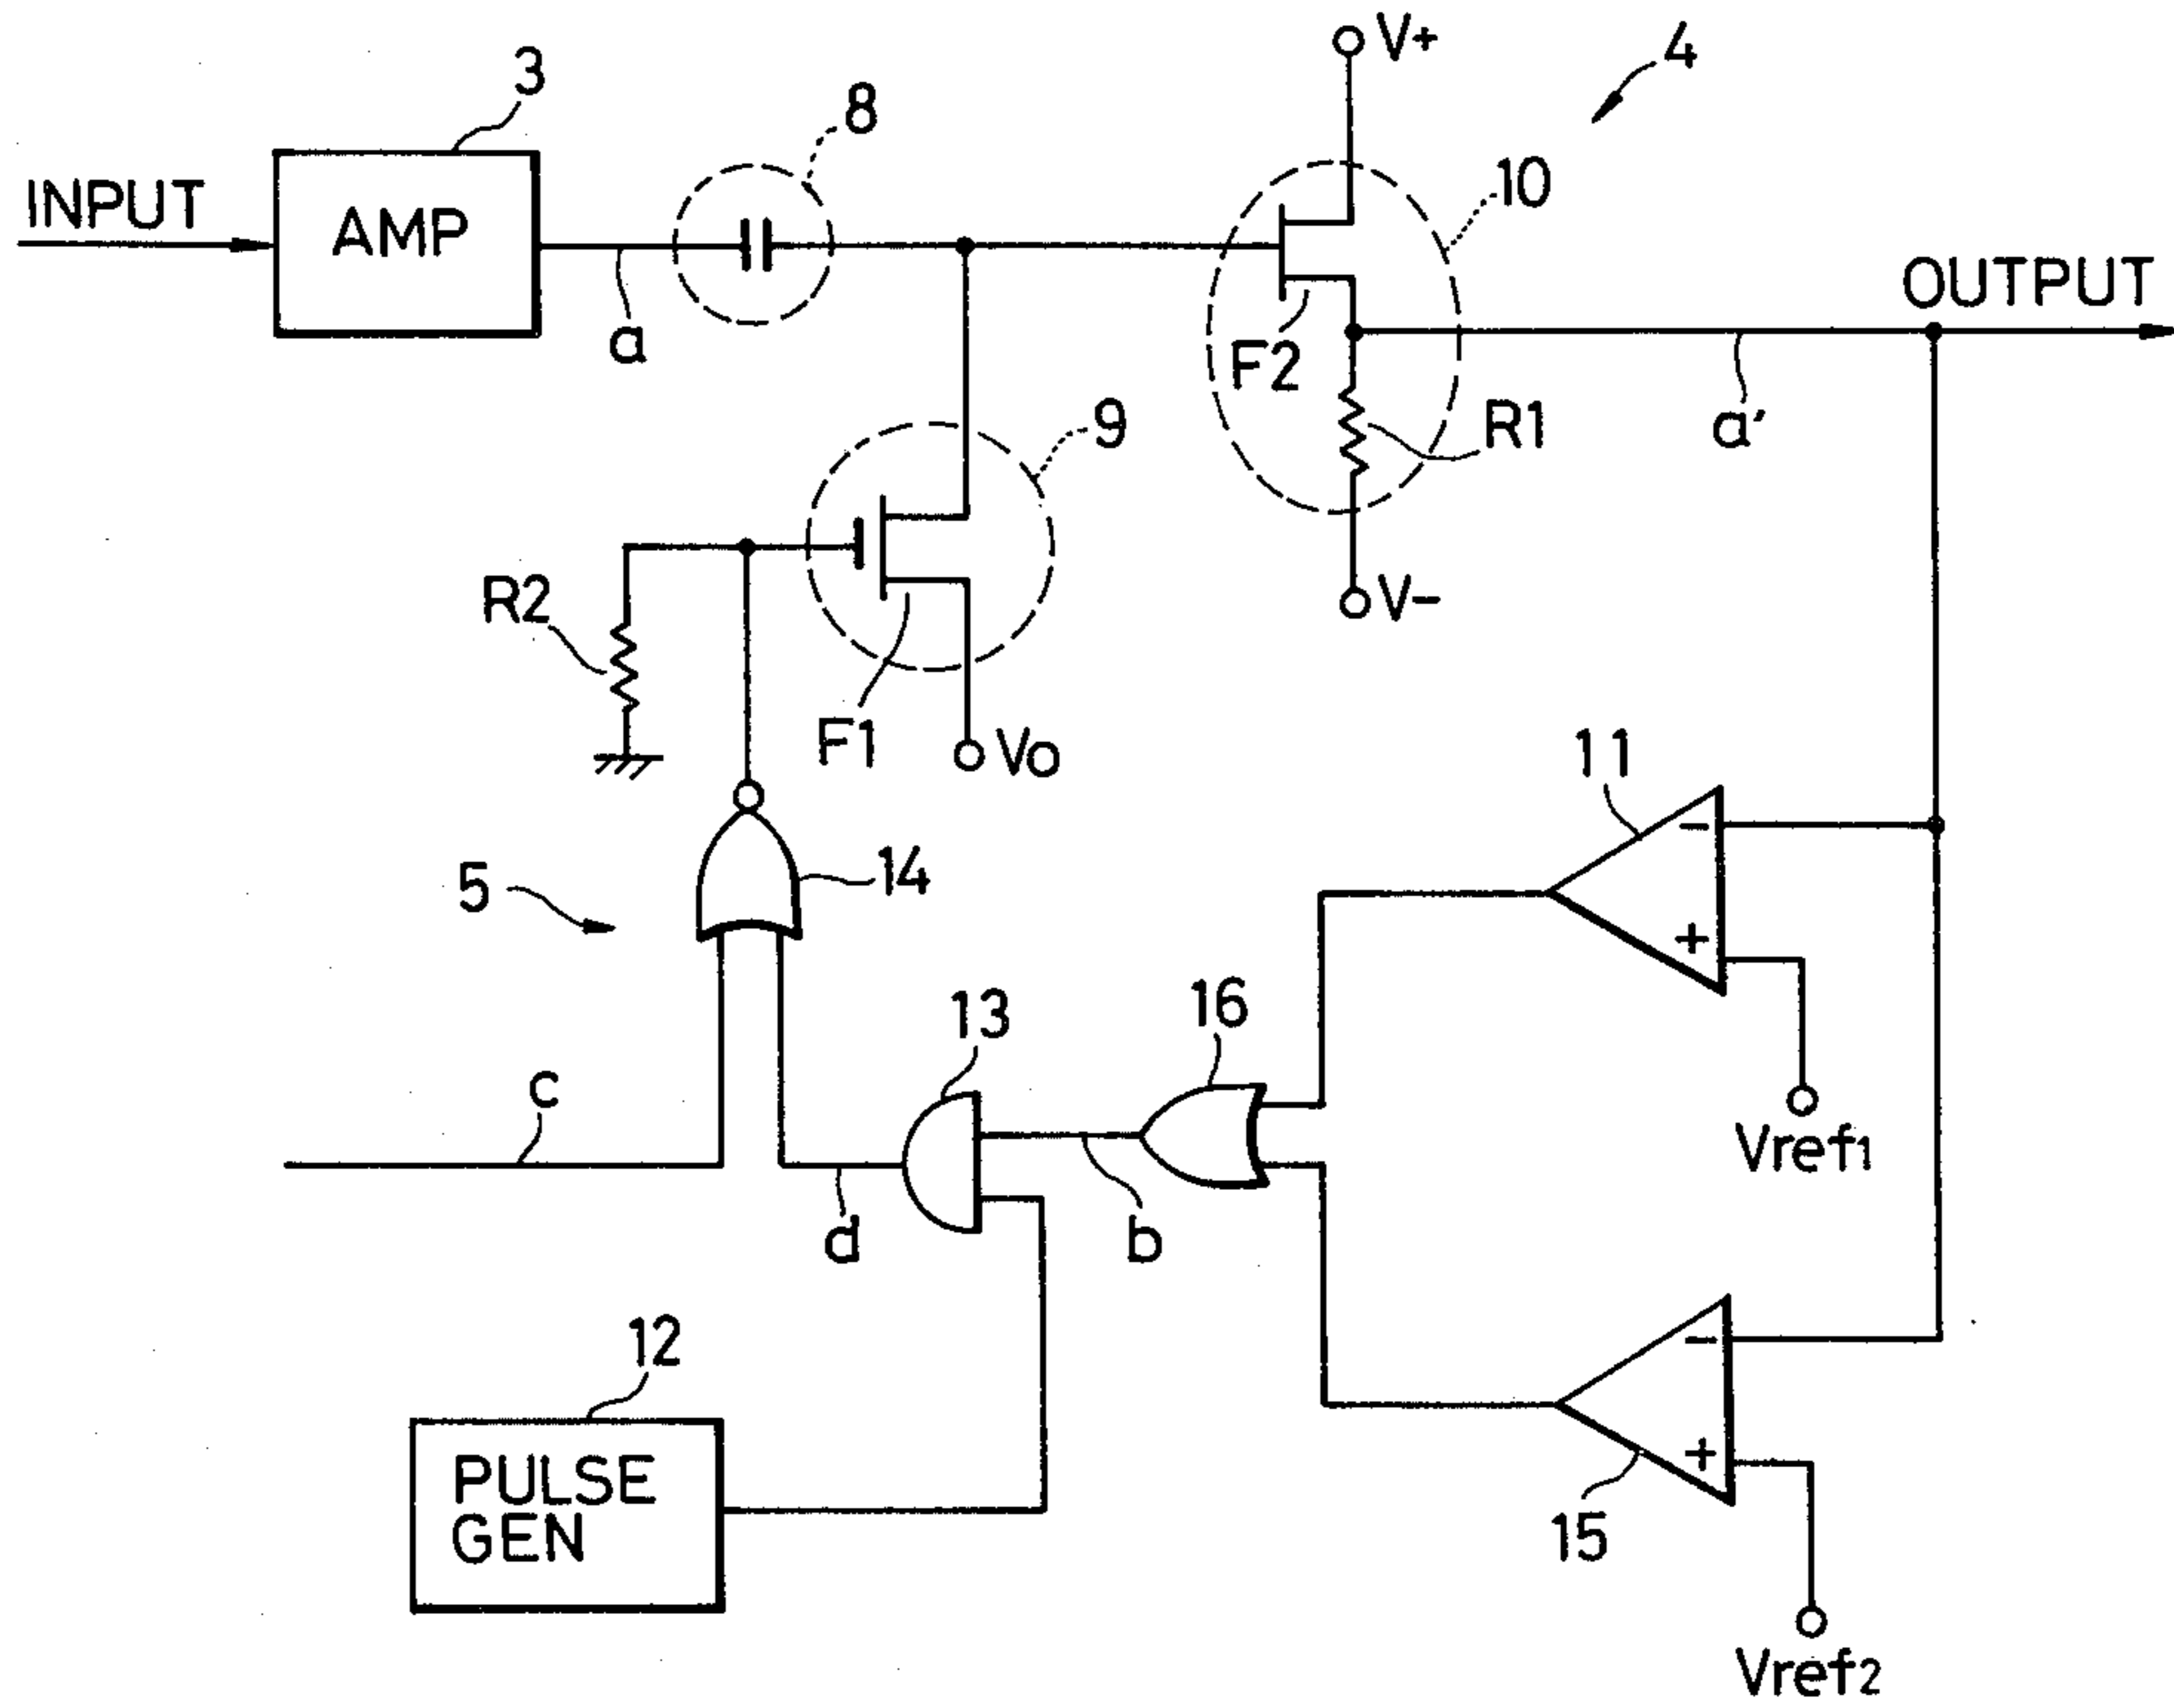 3
8
V+
4
INPUT
AMP
10
OUTPUT
a
F2
R1
a'
9
R2
V-
F1
Vo
11
-
+
5
14
13
16
c
Vref1
d
b
12
PULSE
GEN
-
+
15
Vref2